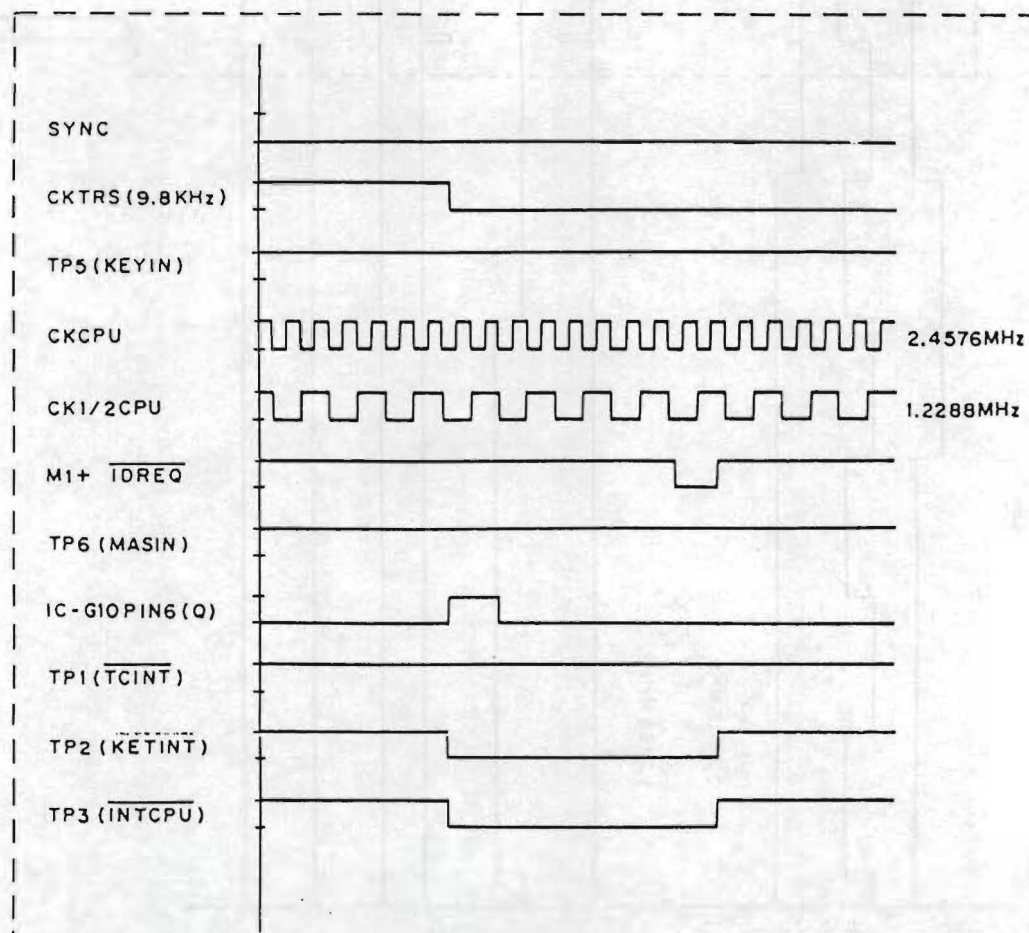 SYNC
CKTRS(9.8KHz)
TP5(KEYIN)
CKCPU
2.4576MHz
CK1/2CPU
1.2288MHz
M1+ IDREQ
TP6(MASIN)
IC-G10PIN6(Q)
TP1(TCINT)
TP2(KETINT)
TP3(INTCPU)